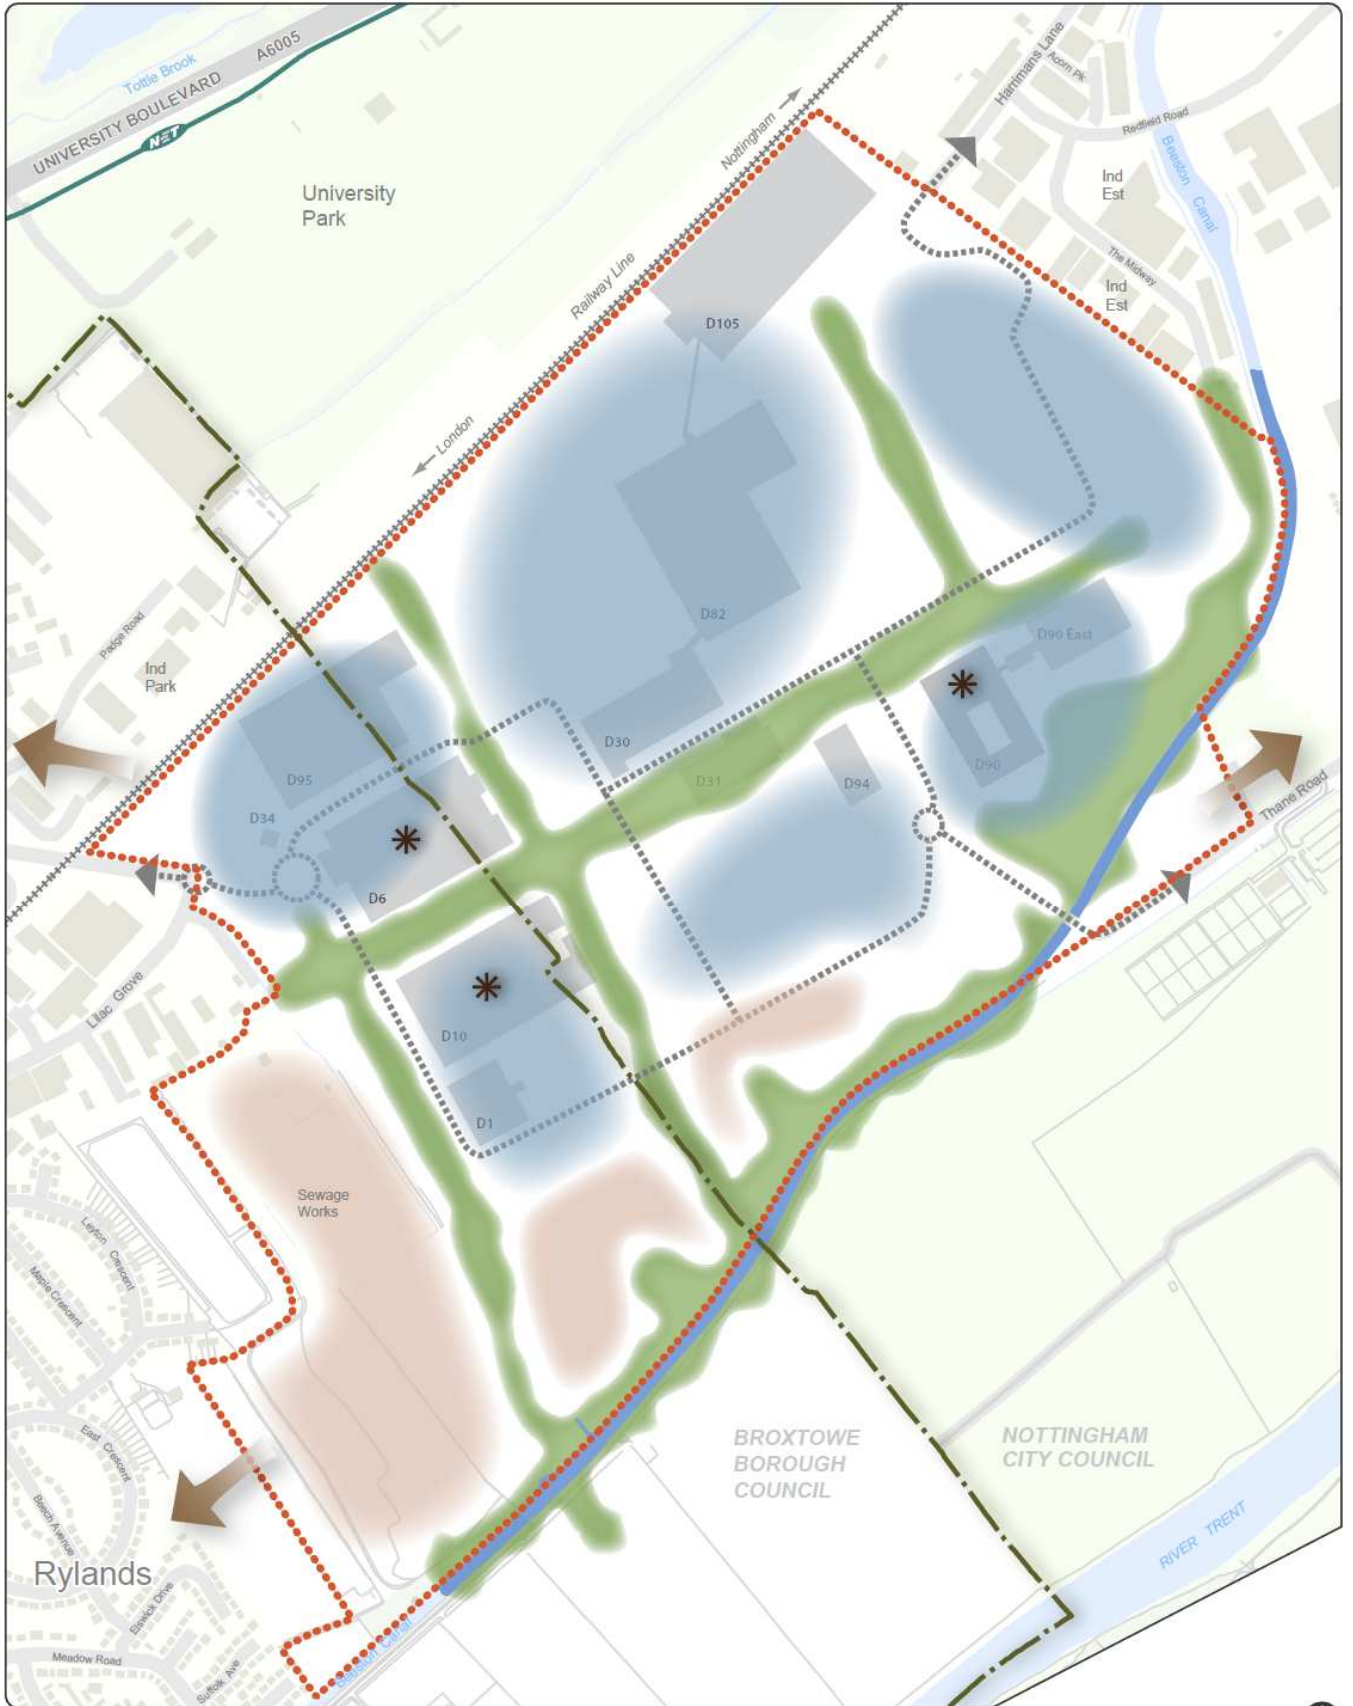 Tottle Brook
UNIVERSITY BOULEVARD
A6005
NET
University
Park
Nottingham
Harrimans Lane
Acorn Pk
Redfield Road
Beeston Canal
Ind
Est
The Midway
Ind
Est
Railway Line
London
D105
D82
D90 East
Padge Road
Ind
Park
D30
D31
D94
D90
D95
D34
D6
Thane Road
Lilac Grove
D10
D1
Sewage
Works
Leyton Crescent
Maple Crescent
East Crescent
Beech Avenue
BROXTOWE
BOROUGH
COUNCIL
NOTTINGHAM
CITY COUNCIL
RIVER TRENT
Rylands
Elswick Drive
Meadow Road
Suffolk Ave
Beeston Canal